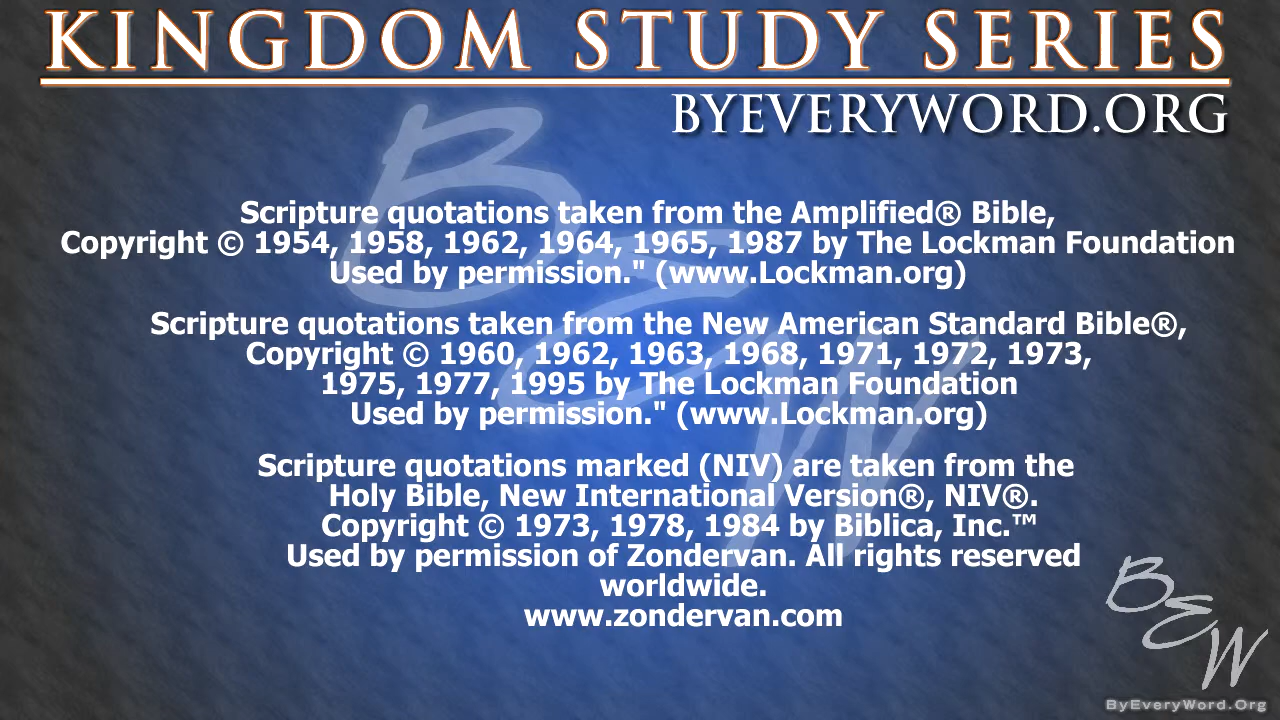 KINGDOM STUDY SERIES
BYEVERYWORD.ORG
Scripture quotations taken from the Amplified® Bible,
Copyright © 1954, 1958, 1962, 1964, 1965, 1987 by The Lockman Foundation
Used by permission." (www.Lockman.org)
Scripture quotations taken from the New American Standard Bible®,
Copyright © 1960, 1962, 1963, 1968, 1971, 1972, 1973,
1975, 1977, 1995 by The Lockman Foundation
Used by permission." (www.Lockman.org)
Scripture quotations marked (NIV) are taken from the
Holy Bible, New International Version®, NIV®.
Copyright © 1973, 1978, 1984 by Biblica, Inc.™
Used by permission of Zondervan. All rights reserved
worldwide.
www.zondervan.com
BEW
BEW
ByEveryWord.Org